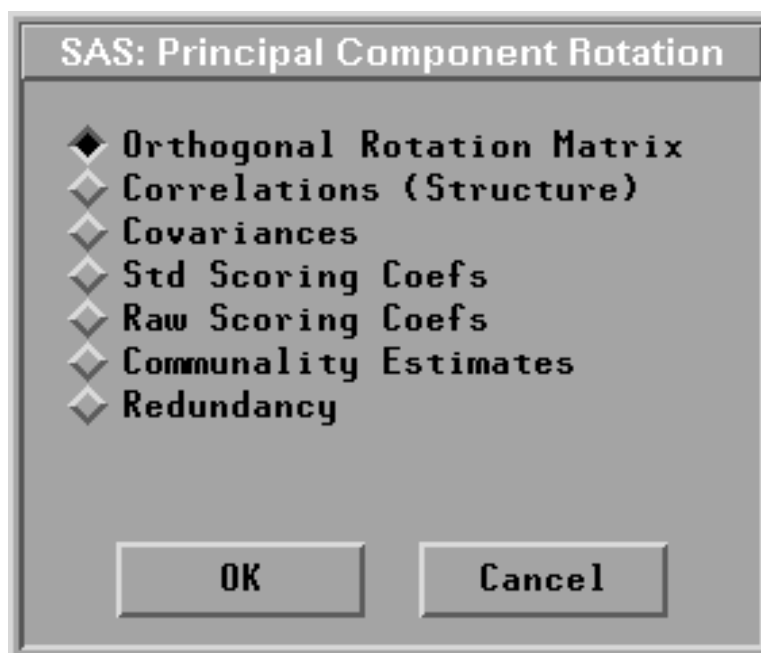 SAS: Principal Component Rotation
Orthogonal Rotation Matrix
Correlations (Structure)
Covariances
Std Scoring Coefs
Raw Scoring Coefs
Communality Estimates
Redundancy
OK
Cancel